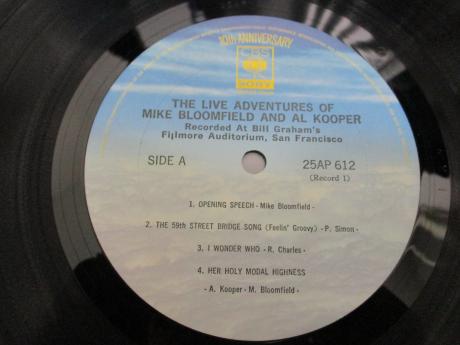 10th ANNIVERSARY
CBS
SONY
THE LIVE ADVENTURES OF
MIKE BLOOMFIELD AND AL KOOPER
Recorded At Bill Graham's
Fillmore Auditorium, San Francisco
SIDE A
25AP 612
(Record 1)
1. OPENING SPEECH - Mike Bloomfield -
2. THE 59th STREET BRIDGE SONG (Feelin' Groovy) - P. Simon -
3. I WONDER WHO - R. Charles -
4. HER HOLY MODAL HIGHNESS
- A. Kooper - M. Bloomfield -